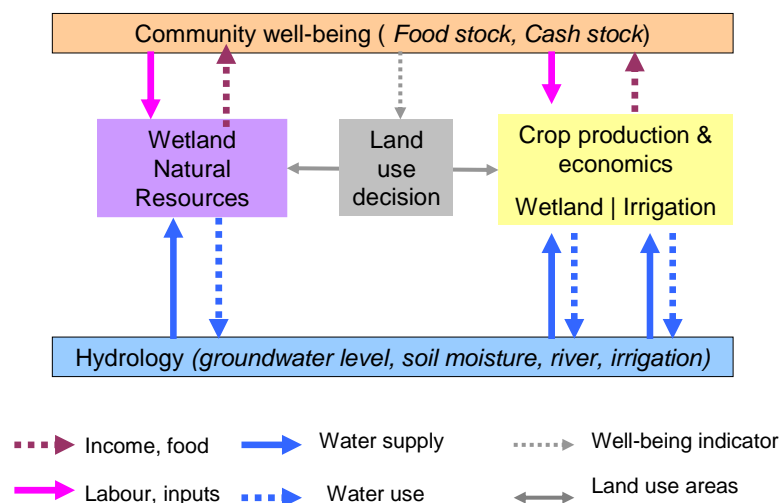 Community well-being ( Food stock, Cash stock)
Wetland
Natural
Resources
Land
use
decision
Crop production &
economics
Wetland | Irrigation
Hydrology (groundwater level, soil moisture, river, irrigation)
Income, food
Water supply
Well-being indicator
Labour, inputs
Water use
Land use areas